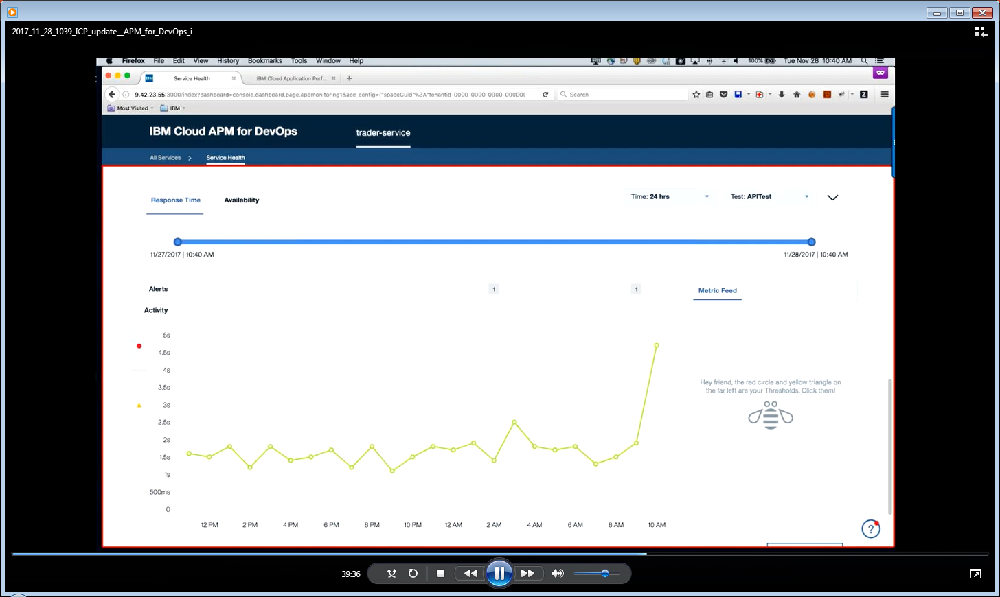 2017_11_28_1039_ICP_update__APM_for_DevOps_i
Firefox File Edit View History Bookmarks Tools Window Help 100% Tue Nov 28 10:40 AM
IBM Service Health × IBM Cloud Application Perf... × +
9.42.23.55:3000/index?dashboard=console.dashboard.page.appmonitoring1&ace_config={"spaceGuid"%3A"tenantid-0000-0000-0000-00000( Search
Most Visited IBM
IBM Cloud APM for DevOps trader-service
All Services > Service Health
Response Time Availability Time: 24 hrs Test: APITest
11/27/2017 | 10:40 AM 11/28/2017 | 10:40 AM
Alerts 1 1 Metric Feed
Activity
5s
4.5s
4s
3.5s
Hey friend, the red circle and yellow triangle on
the far left are your Thresholds. Click them!
3s
2.5s
2s
1.5s
1s
500ms
0
12 PM 2 PM 4 PM 6 PM 8 PM 10 PM 12 AM 2 AM 4 AM 6 AM 8 AM 10 AM
?
39:36